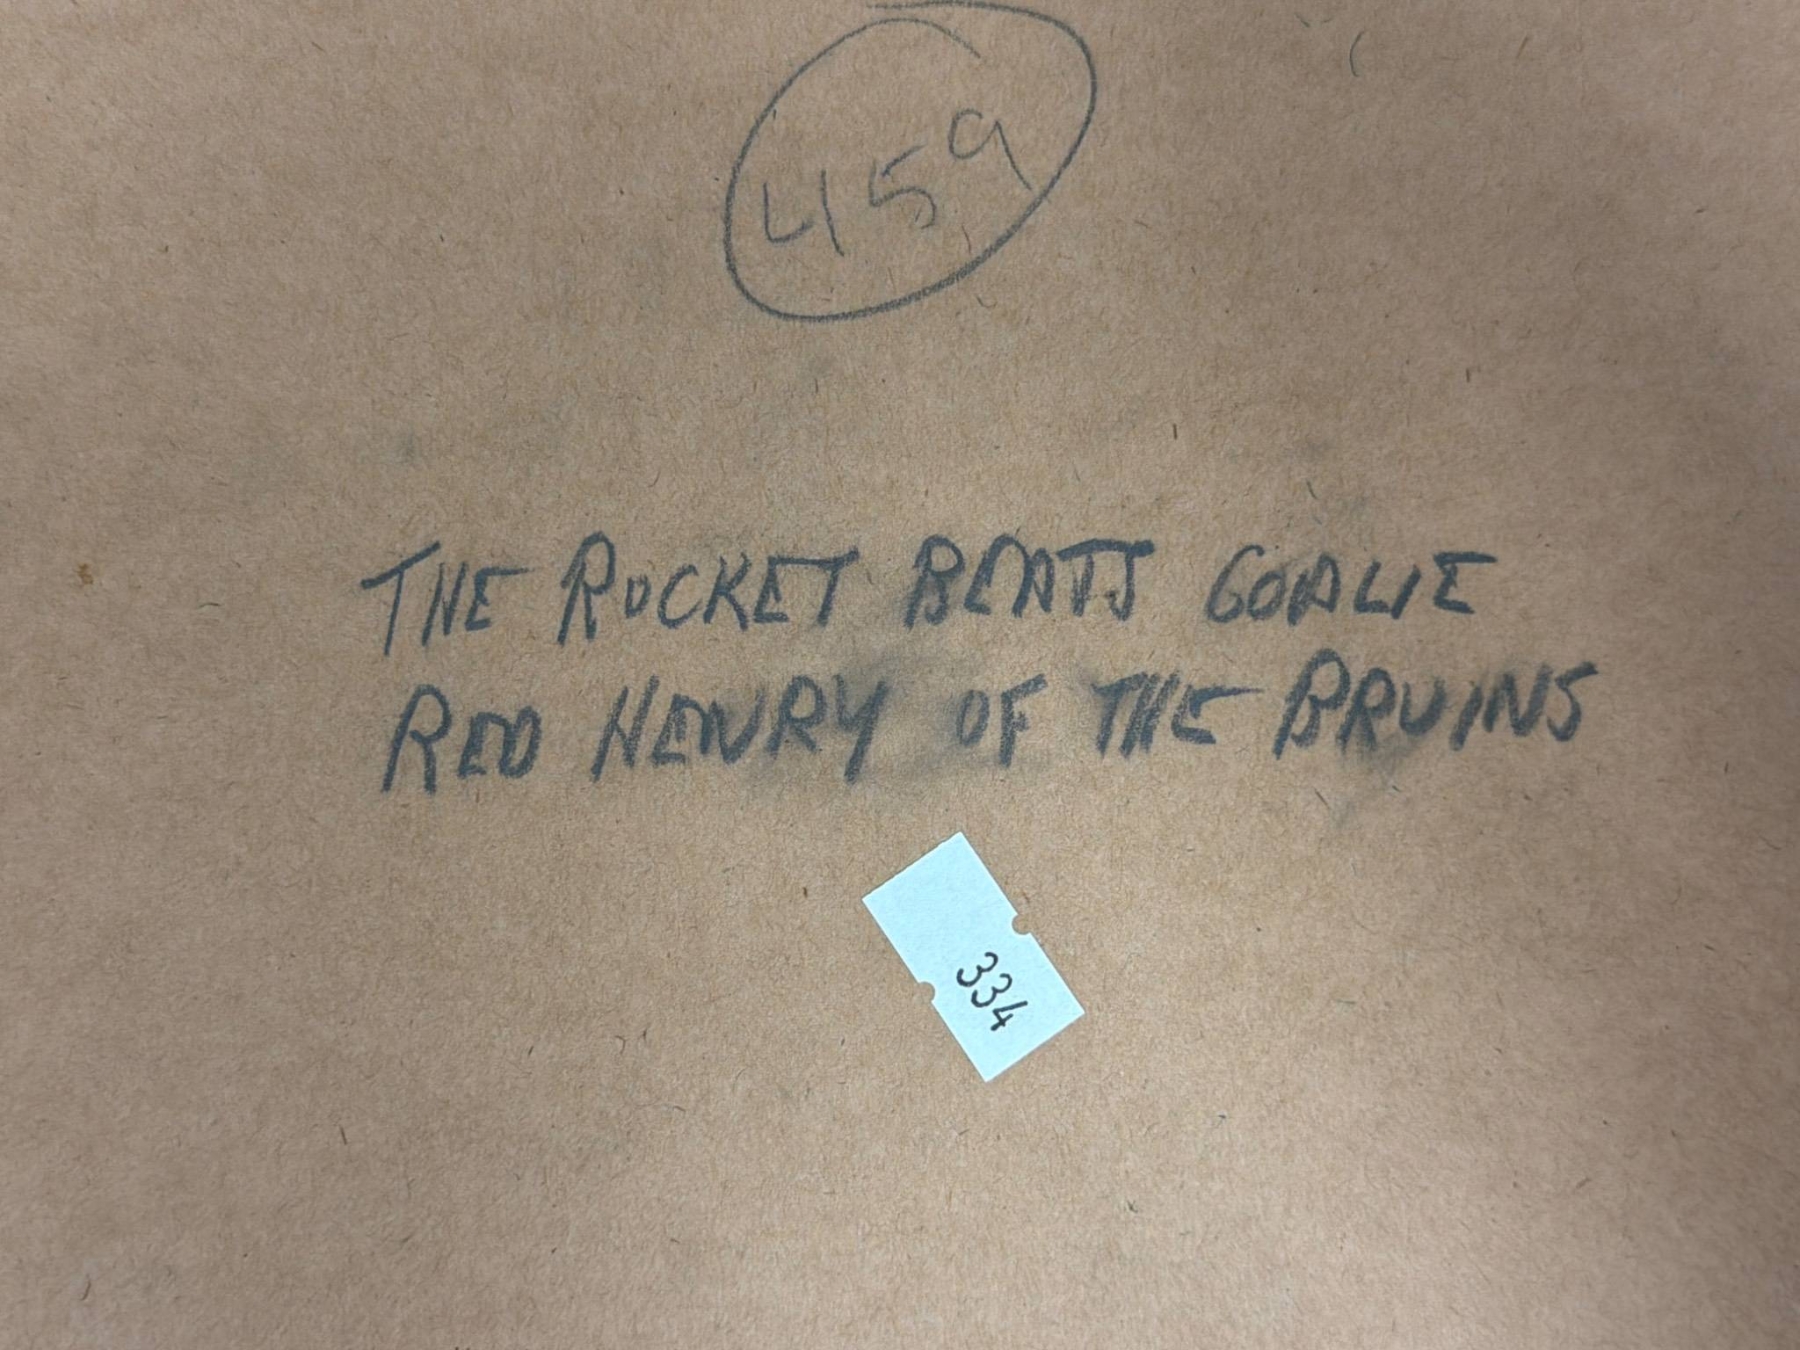 459
THE ROCKET BEATS GOALIE
RED HENRY OF THE BRUINS
334